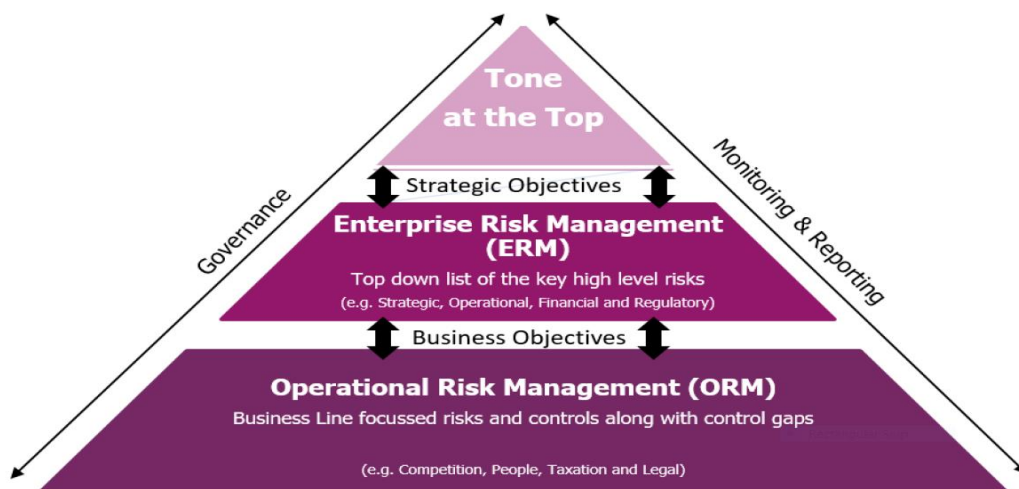 Tone
at the Top
Governance
Monitoring & Reporting
Strategic Objectives
Enterprise Risk Management
(ERM)
Top down list of the key high level risks
(e.g. Strategic, Operational, Financial and Regulatory)
Business Objectives
Operational Risk Management (ORM)
Business Line focussed risks and controls along with control gaps
(e.g. Competition, People, Taxation and Legal)